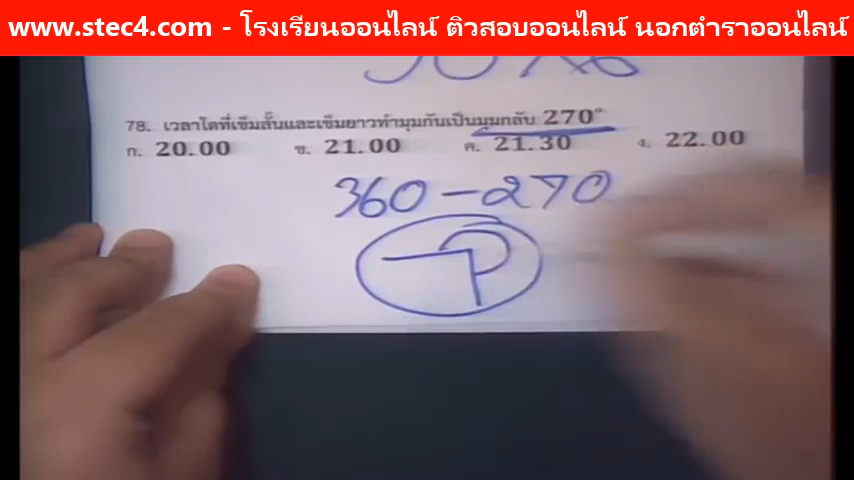 www.stec4.com - โรงเรียนออนไลน์ ติวสอบออนไลน์ นอกตำราออนไลน์
78. เวลาใดที่เข็มสั้นและเข็มยาวทำมุมกันเป็นมุมกลับ 270°
ก. 20.00 ข. 21.00 ค. 21.30 ง. 22.00
360 - 270